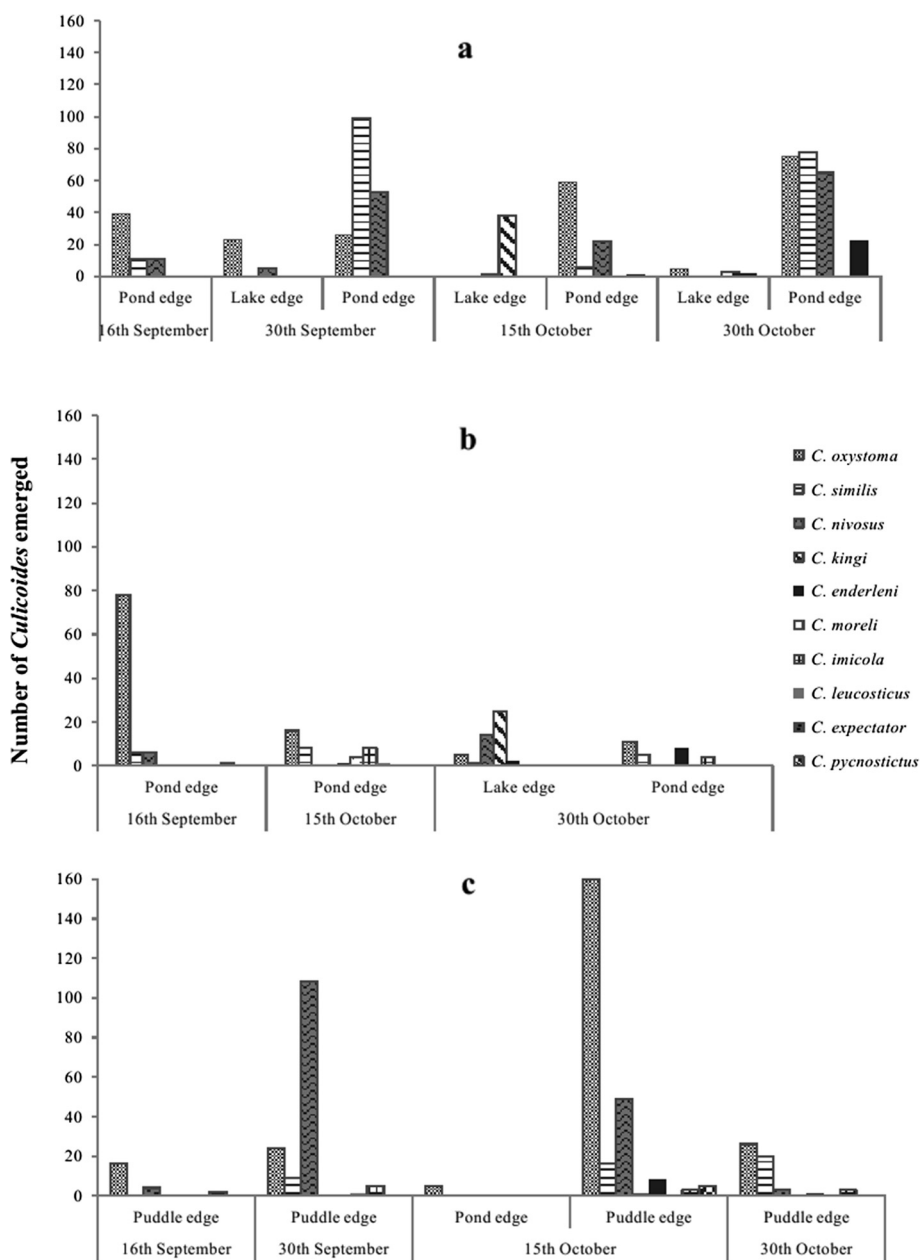 160
a
140
120
100
80
60
40
20
0
Pond edge Lake edge Pond edge Lake edge Pond edge Lake edge Pond edge
16th September 30th September 15th October 30th October
Number of Culicoides emerged
160
b
140
120
100
80
60
40
20
0
Pond edge Pond edge Lake edge Pond edge
16th September 15th October 30th October
C. oxystoma
C. similis
C. nivosus
C. kingi
C. enderleni
C. moreli
C. imicola
C. leucosticus
C. expectator
C. pycnostictus
160
c
140
120
100
80
60
40
20
0
Puddle edge Puddle edge Pond edge Puddle edge Puddle edge
16th September 30th September 15th October 30th October